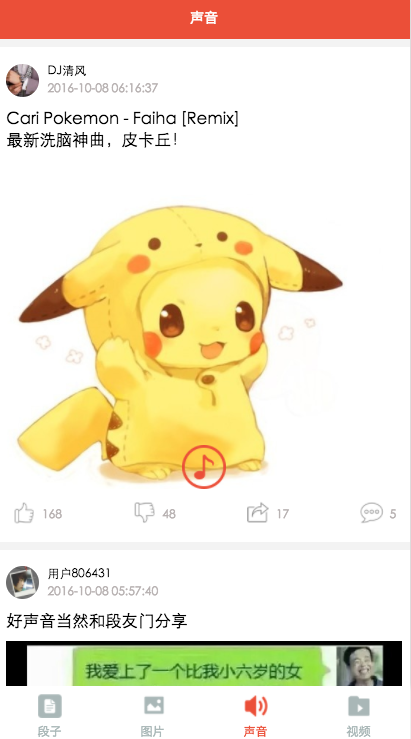 声音
DJ清风
2016-10-08 06:16:37
Cari Pokemon - Faiha [Remix]
最新洗脑神曲，皮卡丘！
168 48 17 5
用户806431
2016-10-08 05:57:40
好声音当然和段友门分享
我爱上了一个比我小六岁的女
段子 图片 声音 视频